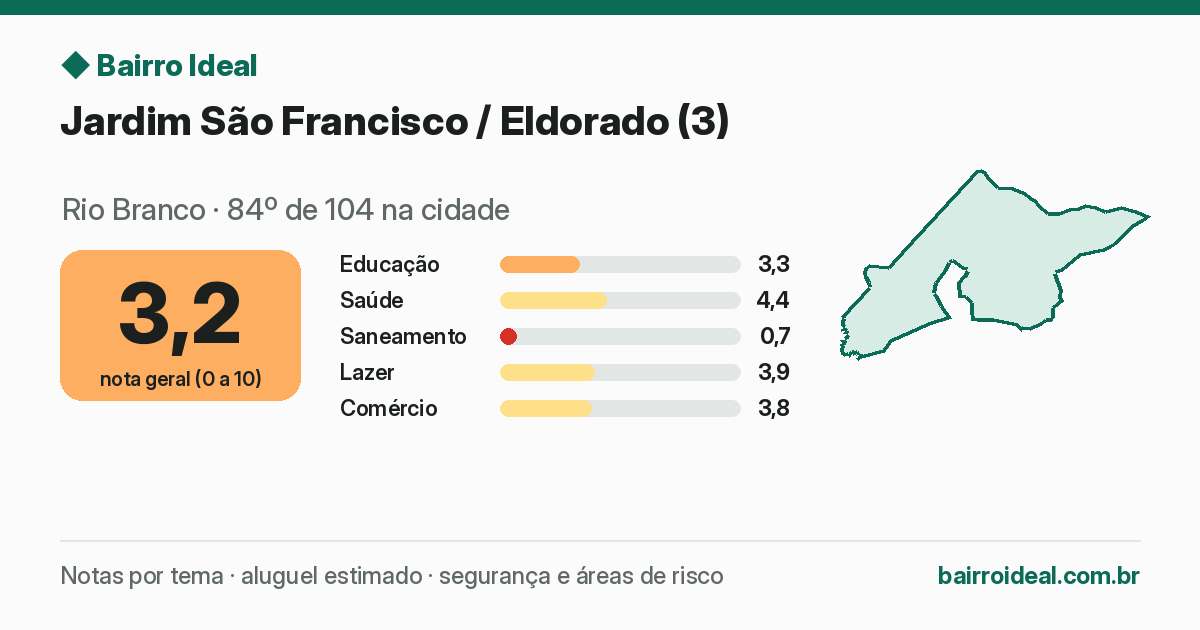 Bairro Ideal
Jardim São Francisco / Eldorado (3)
Rio Branco · 84º de 104 na cidade
3,2
nota geral (0 a 10)
Educação 3,3
Saúde 4,4
Saneamento 0,7
Lazer 3,9
Comércio 3,8
Notas por tema · aluguel estimado · segurança e áreas de risco
bairroideal.com.br